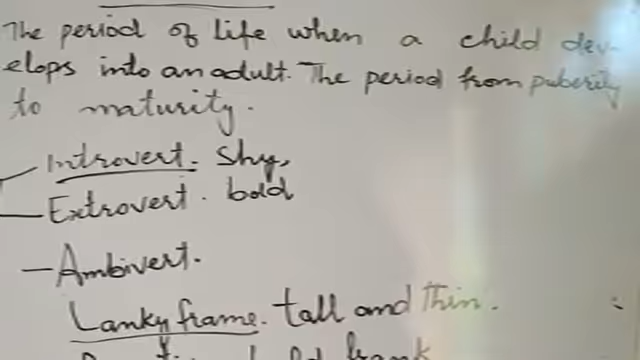 The period of life when a child dev-
elops into an adult. The period from puberty
to maturity.
Introvert. Shy,
Extrovert. bold
- Ambivert.
Lanky frame. tall and thin.
frank